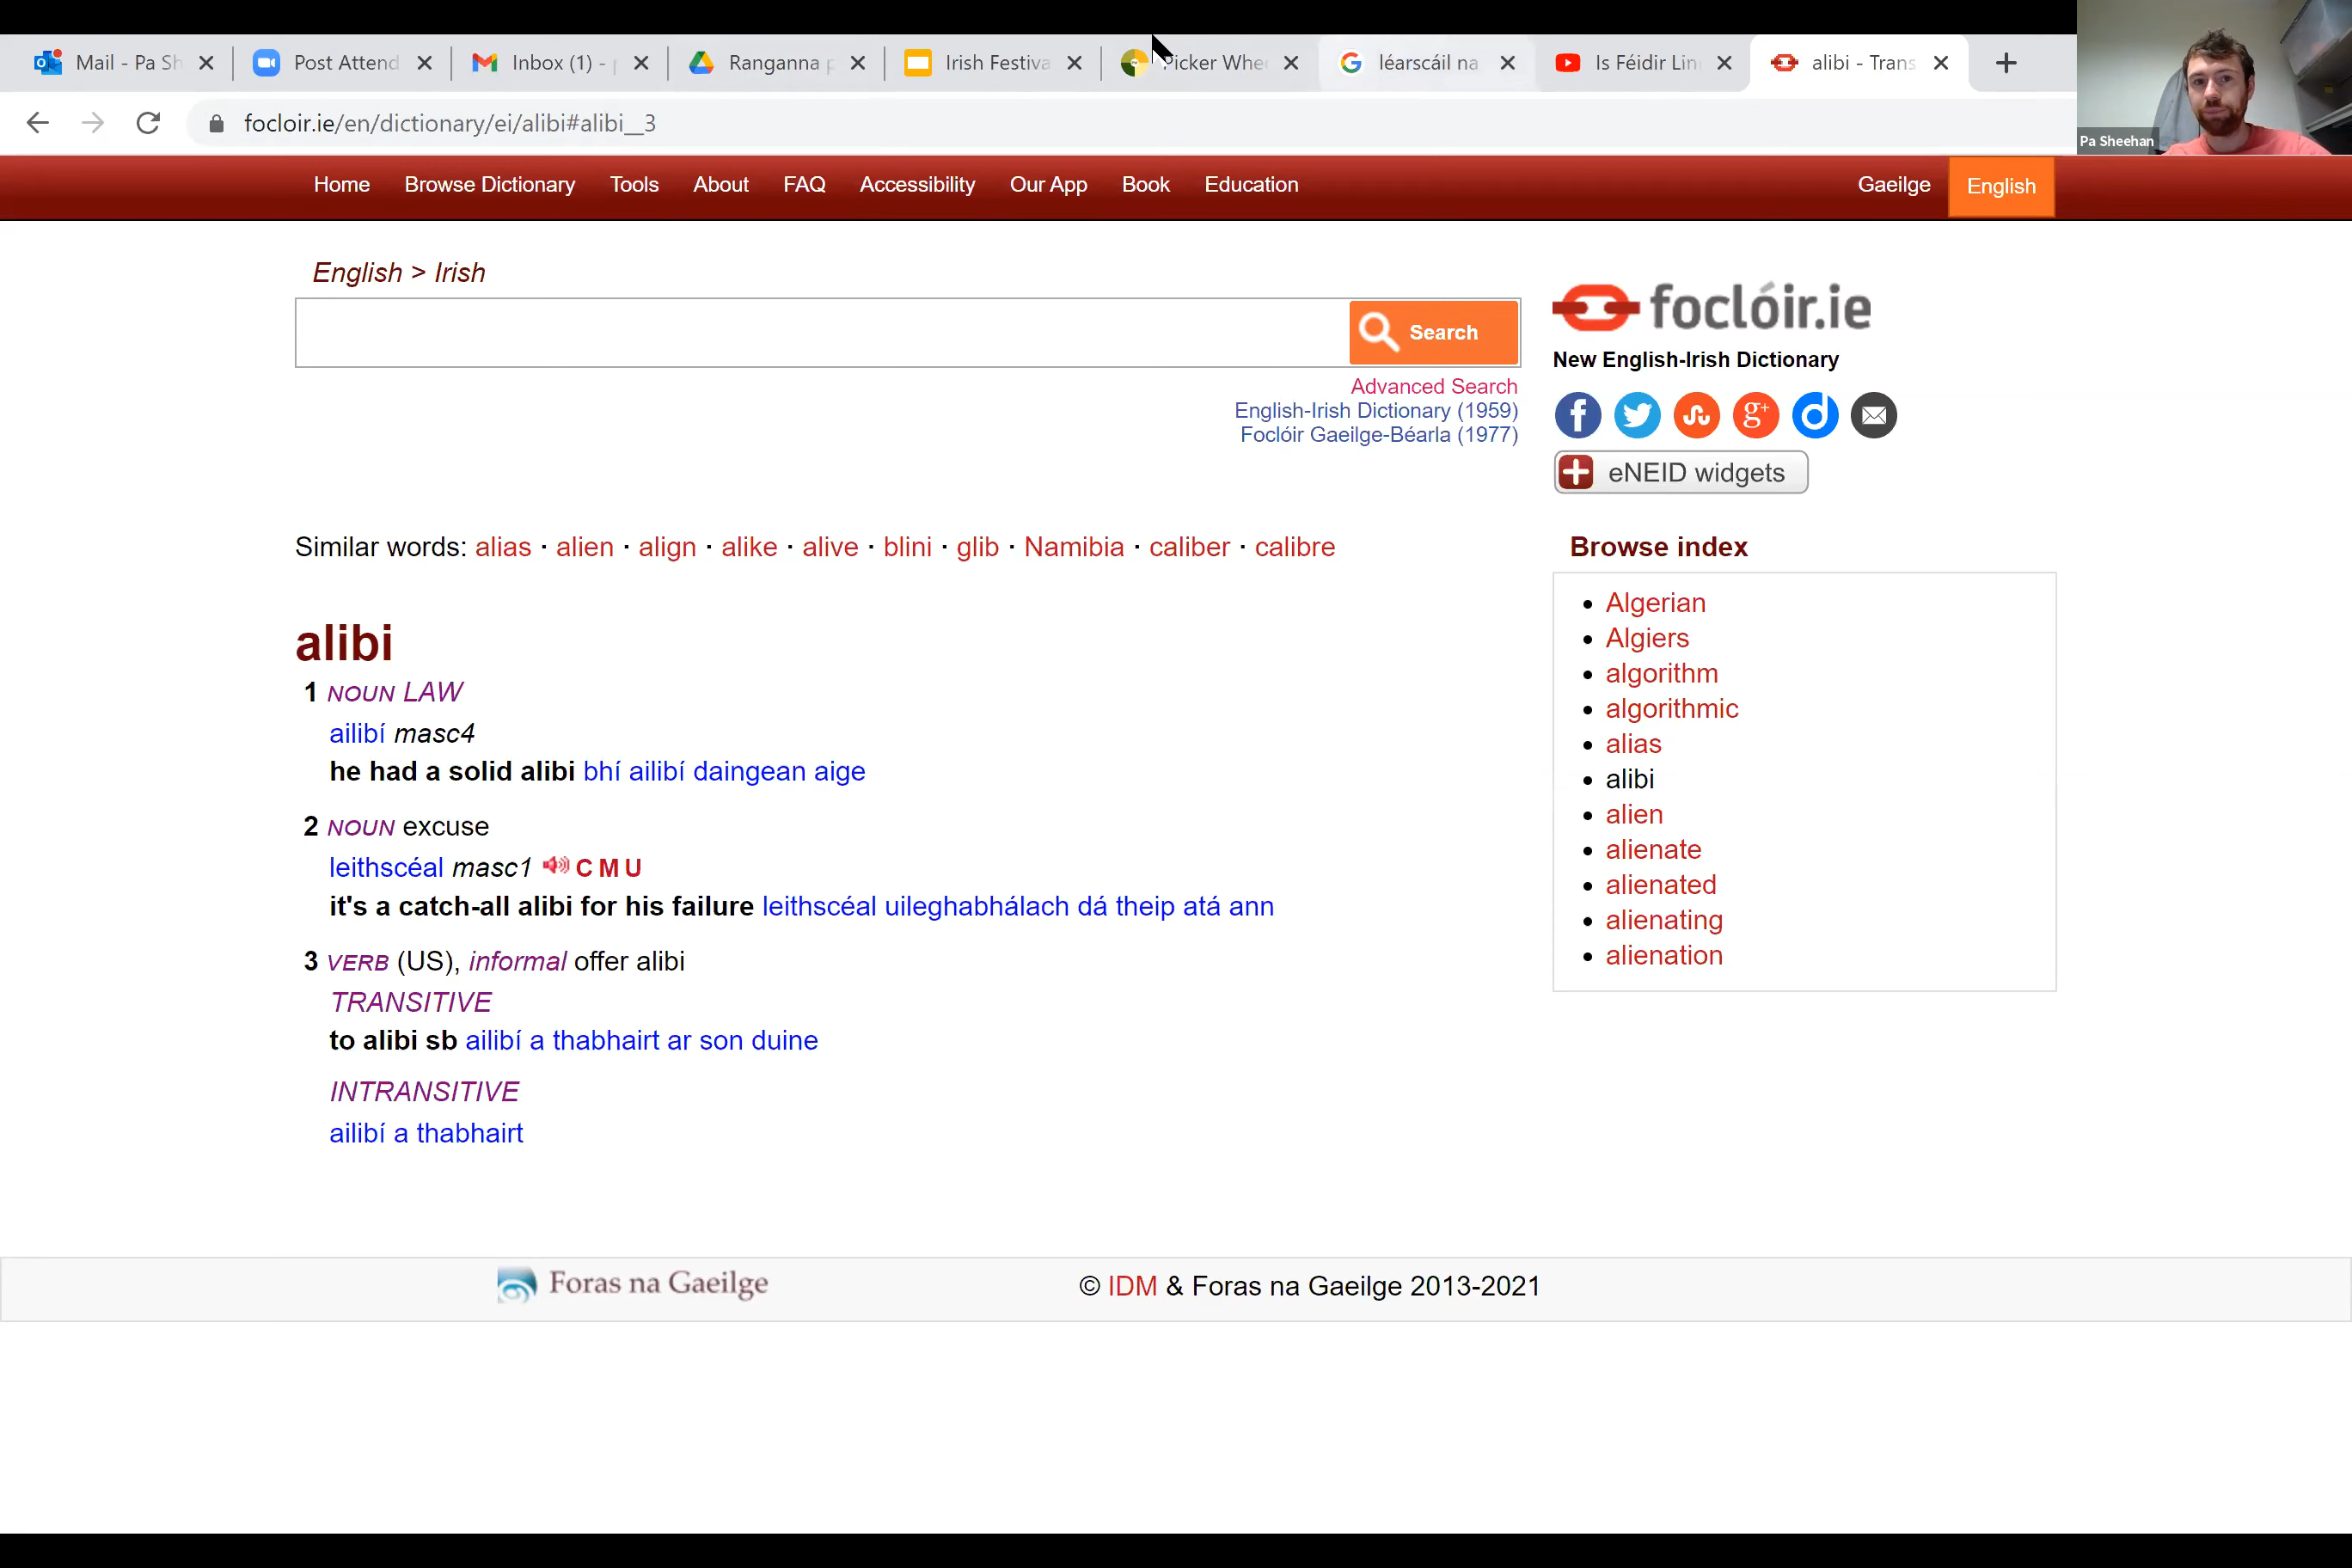 Mail - Pa Sh
Post Attend
Inbox (1) -
Ranganna p
Irish Festiva
Picker Whe
léarscáil na
Is Féidir Lin
alibi - Trans
focloir.ie/en/dictionary/ei/alibi#alibi__3
Pa Sheehan
Home Browse Dictionary Tools About FAQ Accessibility Our App Book Education Gaeilge English
English > Irish
Search
Advanced Search
English-Irish Dictionary (1959)
Foclóir Gaeilge-Béarla (1977)
foclóir.ie
New English-Irish Dictionary
eNEID widgets
Similar words: alias · alien · align · alike · alive · blini · glib · Namibia · caliber · calibre
alibi
1 NOUN LAW
ailibí masc4
he had a solid alibi bhí ailibí daingean aige
2 NOUN excuse
leithscéal masc1 C M U
it's a catch-all alibi for his failure leithscéal uileghabhálach dá theip atá ann
3 VERB (US), informal offer alibi
TRANSITIVE
to alibi sb ailibí a thabhairt ar son duine
INTRANSITIVE
ailibí a thabhairt
Browse index
Algerian
Algiers
algorithm
algorithmic
alias
alibi
alien
alienate
alienated
alienating
alienation
Foras na Gaeilge
© IDM & Foras na Gaeilge 2013-2021